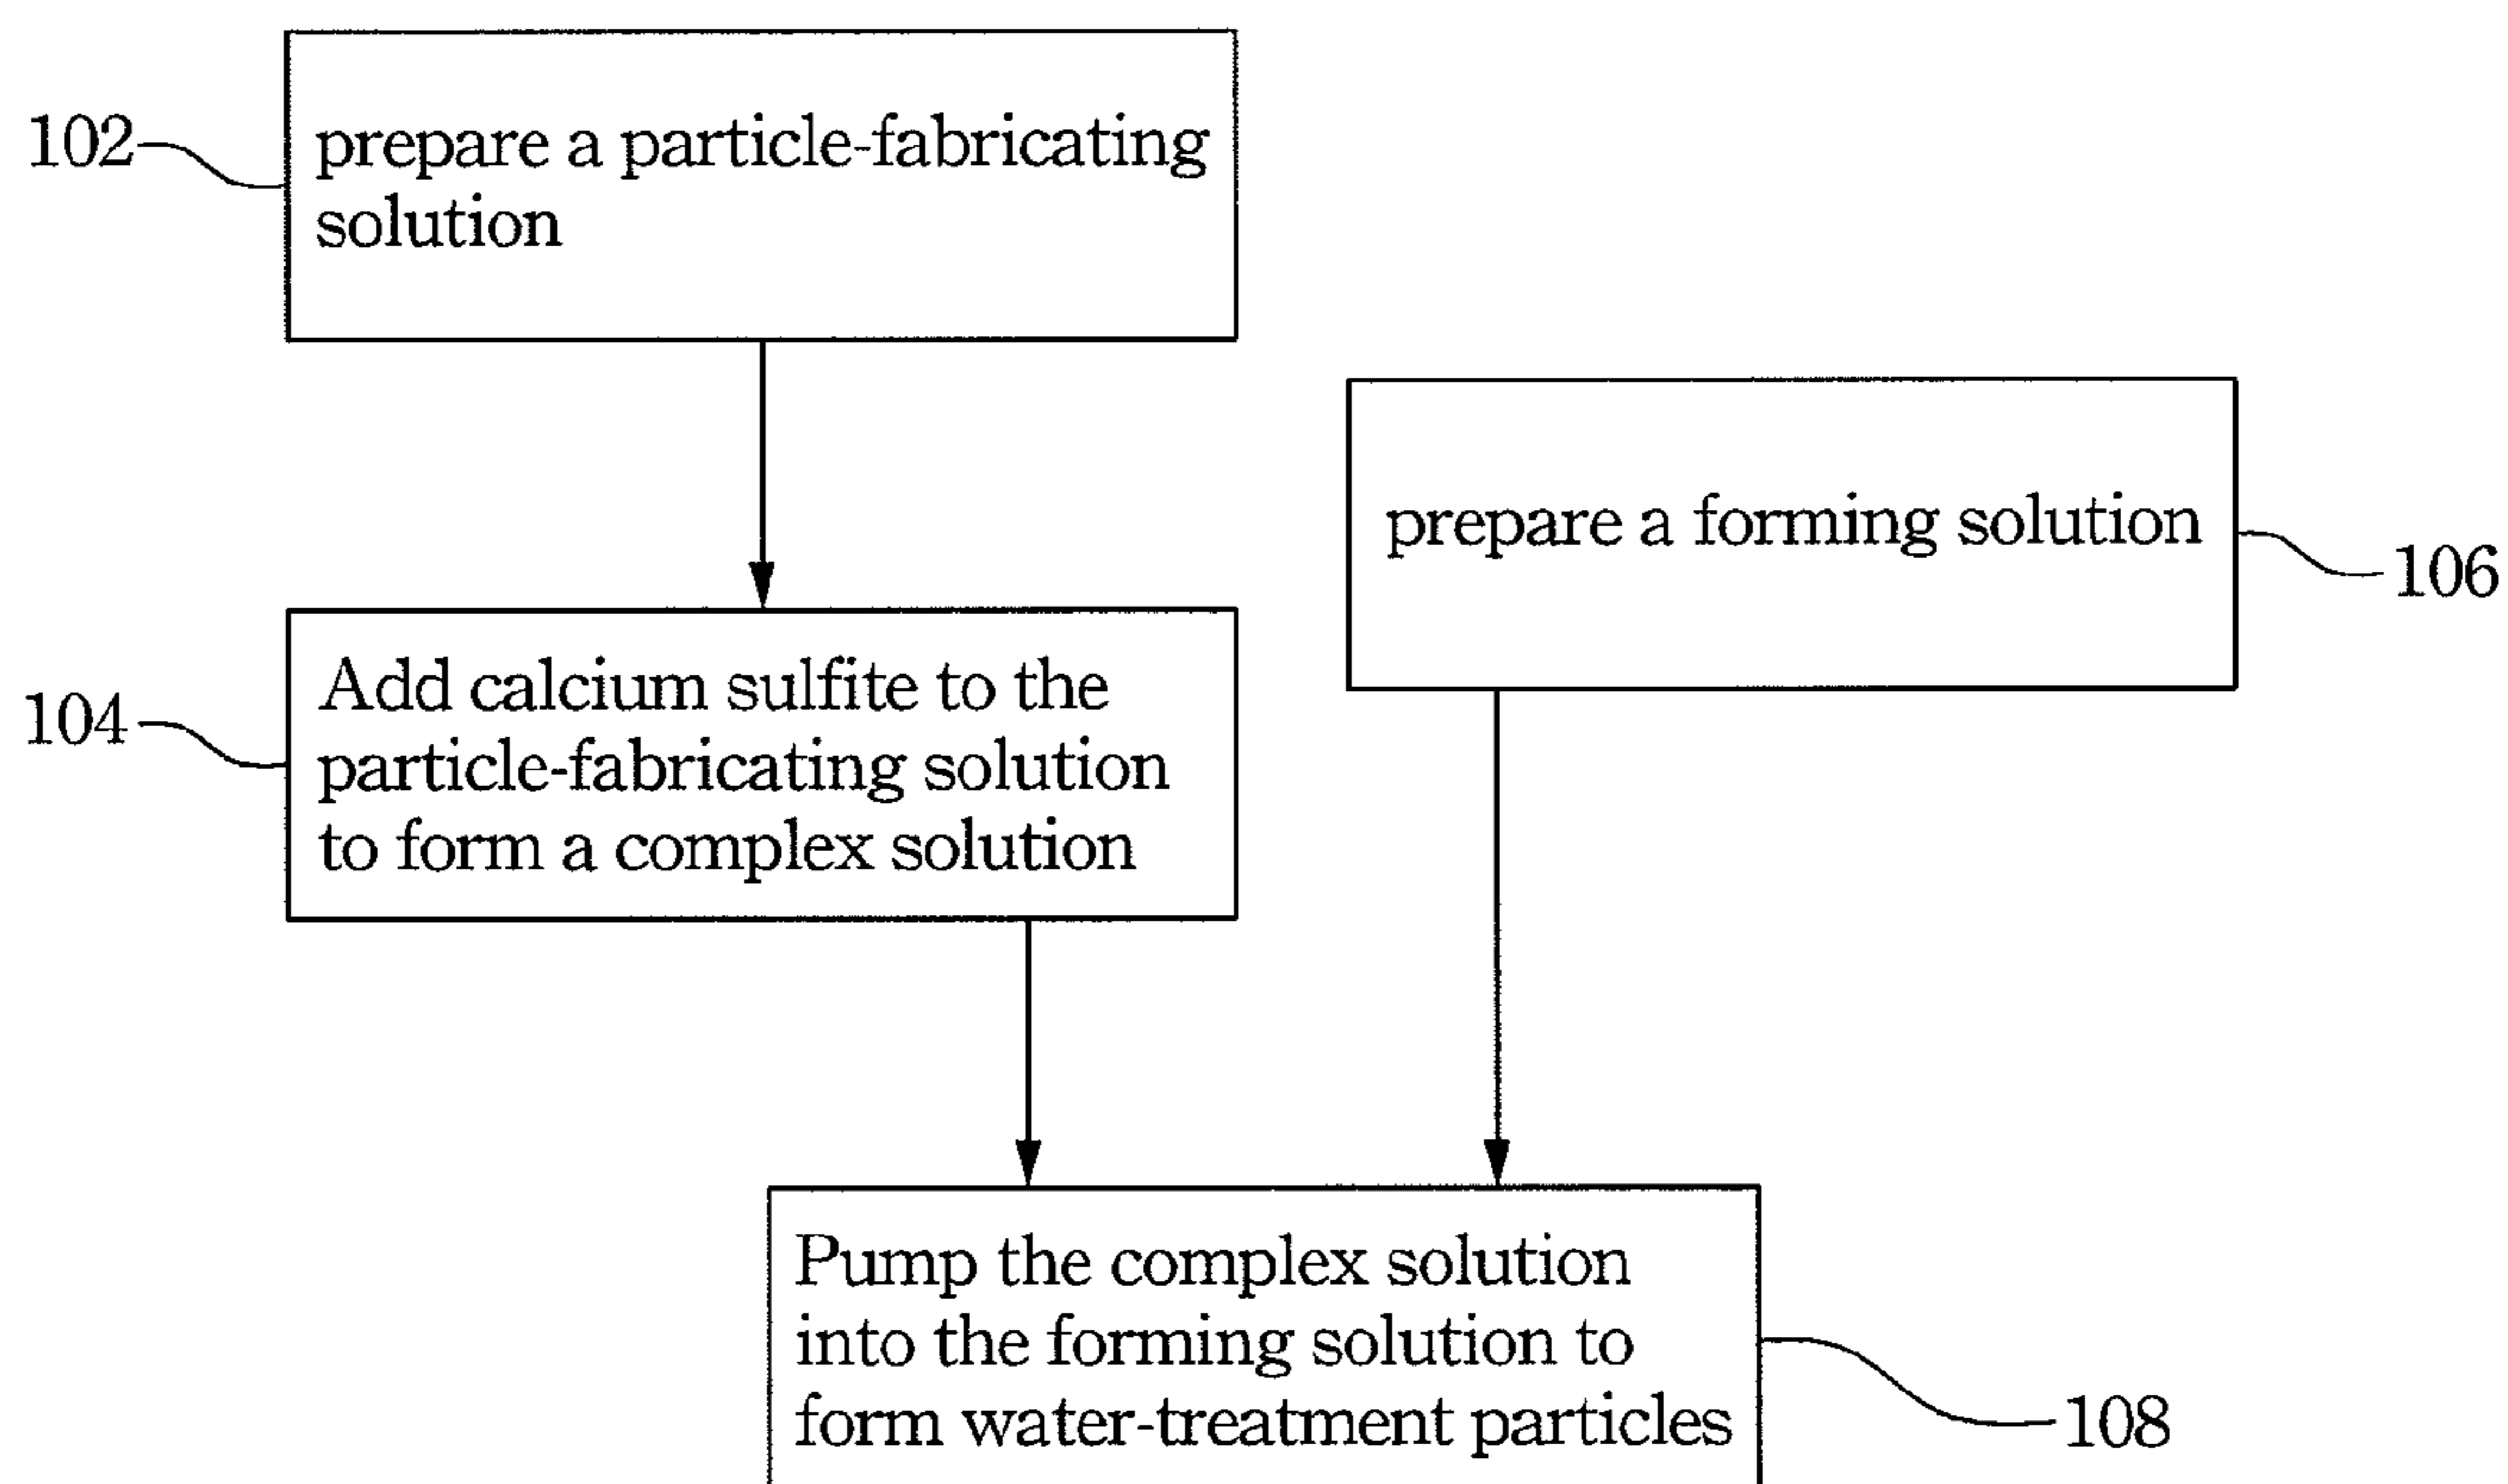 102
prepare a particle-fabricating
solution
104
Add calcium sulfite to the
particle-fabricating solution
to form a complex solution
prepare a forming solution
106
Pump the complex solution
into the forming solution to
form water-treatment particles
108